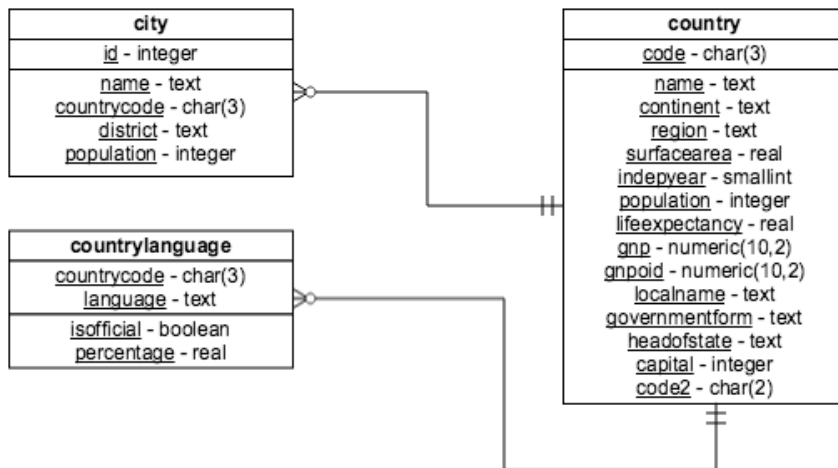 city
id - integer
name - text
countrycode - char(3)
district - text
population - integer
countrylanguage
countrycode - char(3)
language - text
isofficial - boolean
percentage - real
country
code - char(3)
name - text
continent - text
region - text
surfacearea - real
indepyear - smallint
population - integer
lifeexpectancy - real
gnp - numeric(10,2)
gnpoid - numeric(10,2)
localname - text
governmentform - text
headofstate - text
capital - integer
code2 - char(2)